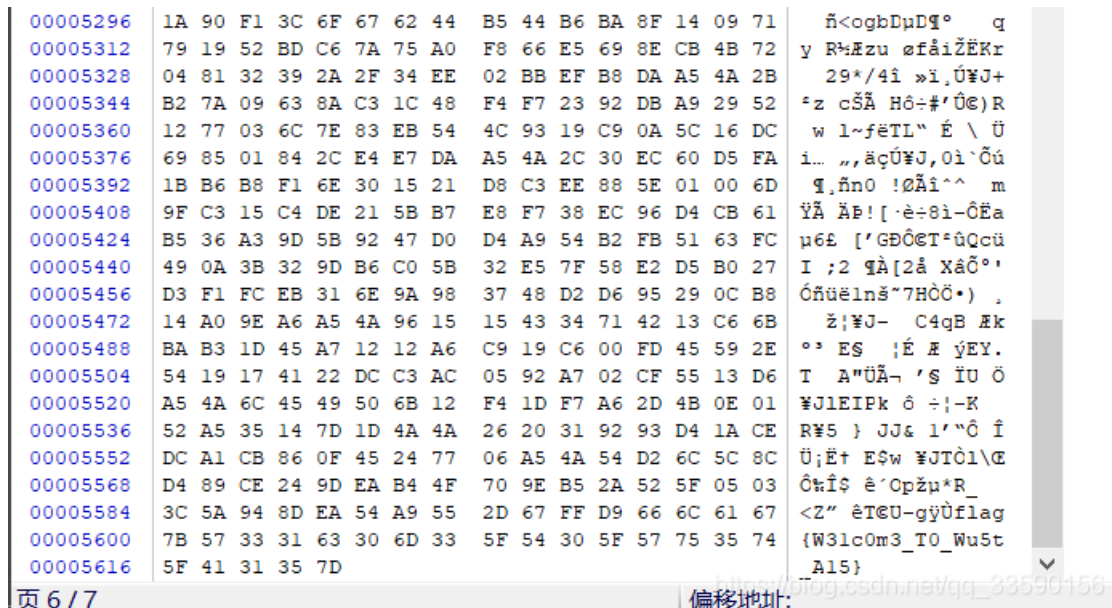 00005296 1A 90 F1 3C 6F 67 62 44 B5 44 B6 BA 8F 14 09 71 ñ<ogbDµD¶º q
00005312 79 19 52 BD C6 7A 75 A0 F8 66 E5 69 8E CB 4B 72 y R½Æzu øfåiŽËKr
00005328 04 81 32 39 2A 2F 34 EE 02 BB EF B8 DA A5 4A 2B 29*/4î »ï¸Ú¥J+
00005344 B2 7A 09 63 8A C3 1C 48 F4 F7 23 92 DB A9 29 52 ²z cŠÃ Hô÷#’Û©)R
00005360 12 77 03 6C 7E 83 EB 54 4C 93 19 C9 0A 5C 16 DC w l~ƒëTL“ É \ Ü
00005376 69 85 01 84 2C E4 E7 DA A5 4A 2C 30 EC 60 D5 FA i… „,äçÚ¥J,0ì`Õú
00005392 1B B6 B8 F1 6E 30 15 21 D8 C3 EE 88 5E 01 00 6D ¶¸ñn0 !ØÃîˆ^ m
00005408 9F C3 15 C4 DE 21 5B B7 E8 F7 38 EC 96 D4 CB 61 ŸÃ ÄÞ![·è÷8ì–ÔËa
00005424 B5 36 A3 9D 5B 92 47 D0 D4 A9 54 B2 FB 51 63 FC µ6£ [’GÐÔ©T²ûQcü
00005440 49 0A 3B 32 9D B6 C0 5B 32 E5 7F 58 E2 D5 B0 27 I ;2 ¶À[2å XâÕ°'
00005456 D3 F1 FC EB 31 6E 9A 98 37 48 D2 D6 95 29 0C B8 Óñüë1nš˜7HÒÖ•) ¸
00005472 14 A0 9E A6 A5 4A 96 15 15 43 34 71 42 13 C6 6B ž¦¥J– C4qB Æk
00005488 BA B3 1D 45 A7 12 12 A6 C9 19 C6 00 FD 45 59 2E º³ E§ ¦É Æ ýEY.
00005504 54 19 17 41 22 DC C3 AC 05 92 A7 02 CF 55 13 D6 T A"Üì ’§ ÏU Ö
00005520 A5 4A 6C 45 49 50 6B 12 F4 1D F7 A6 2D 4B 0E 01 ¥JlEIPk ô ÷¦-K
00005536 52 A5 35 14 7D 1D 4A 4A 26 20 31 92 93 D4 1A CE R¥5 } JJ& 1’“Ô Î
00005552 DC A1 CB 86 0F 45 24 77 06 A5 4A 54 D2 6C 5C 8C Ü¡Ë† E$w ¥JTÒl\Œ
00005568 D4 89 CE 24 9D EA B4 4F 70 9E B5 2A 52 5F 05 03 Ô‰Î$ ê´Opžµ*R_
00005584 3C 5A 94 8D EA 54 A9 55 2D 67 FF D9 66 6C 61 67 <Z” êT©U-gÿÙflag
00005600 7B 57 33 31 63 30 6D 33 5F 54 30 5F 57 75 35 74 {W31c0m3_T0_Wu5t
00005616 5F 41 31 35 7D _A15}
https://blog.csdn.net/qq_33590156
页 6 / 7 偏移地址: